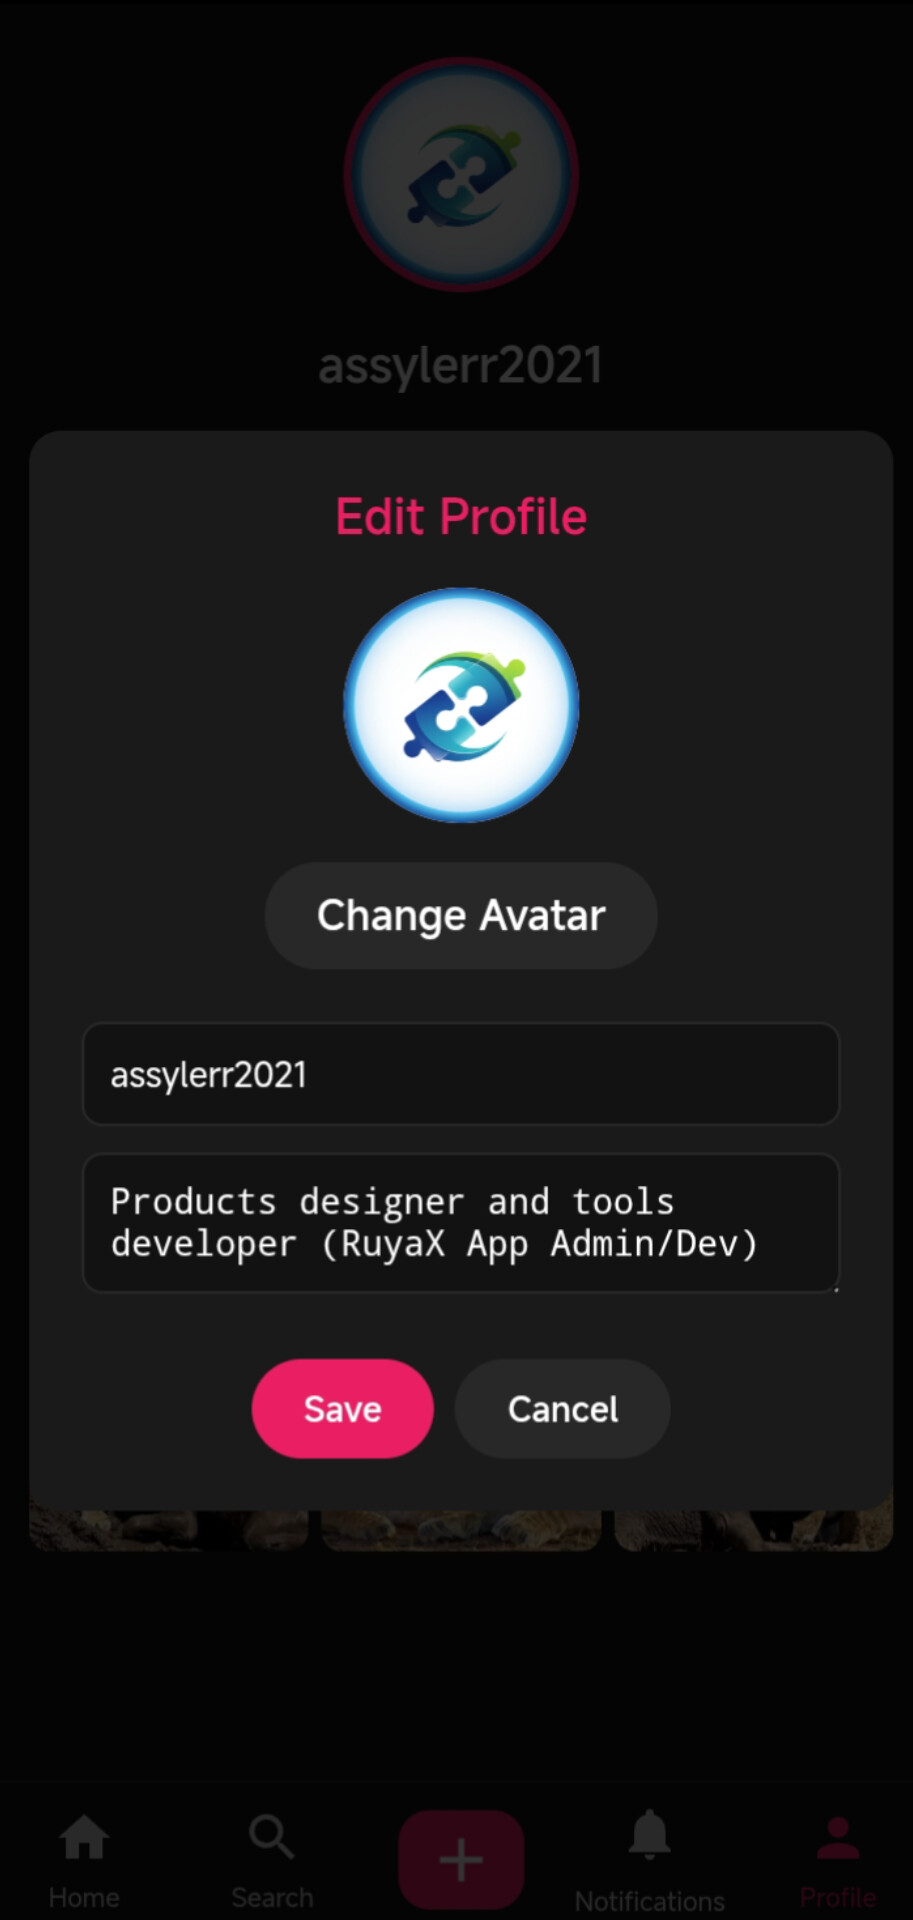 assylerr2021
Edit Profile
Change Avatar
assylerr2021
Products designer and tools
developer (RuyaX App Admin/Dev)
Save
Cancel
Home
Search
Notifications
Profile